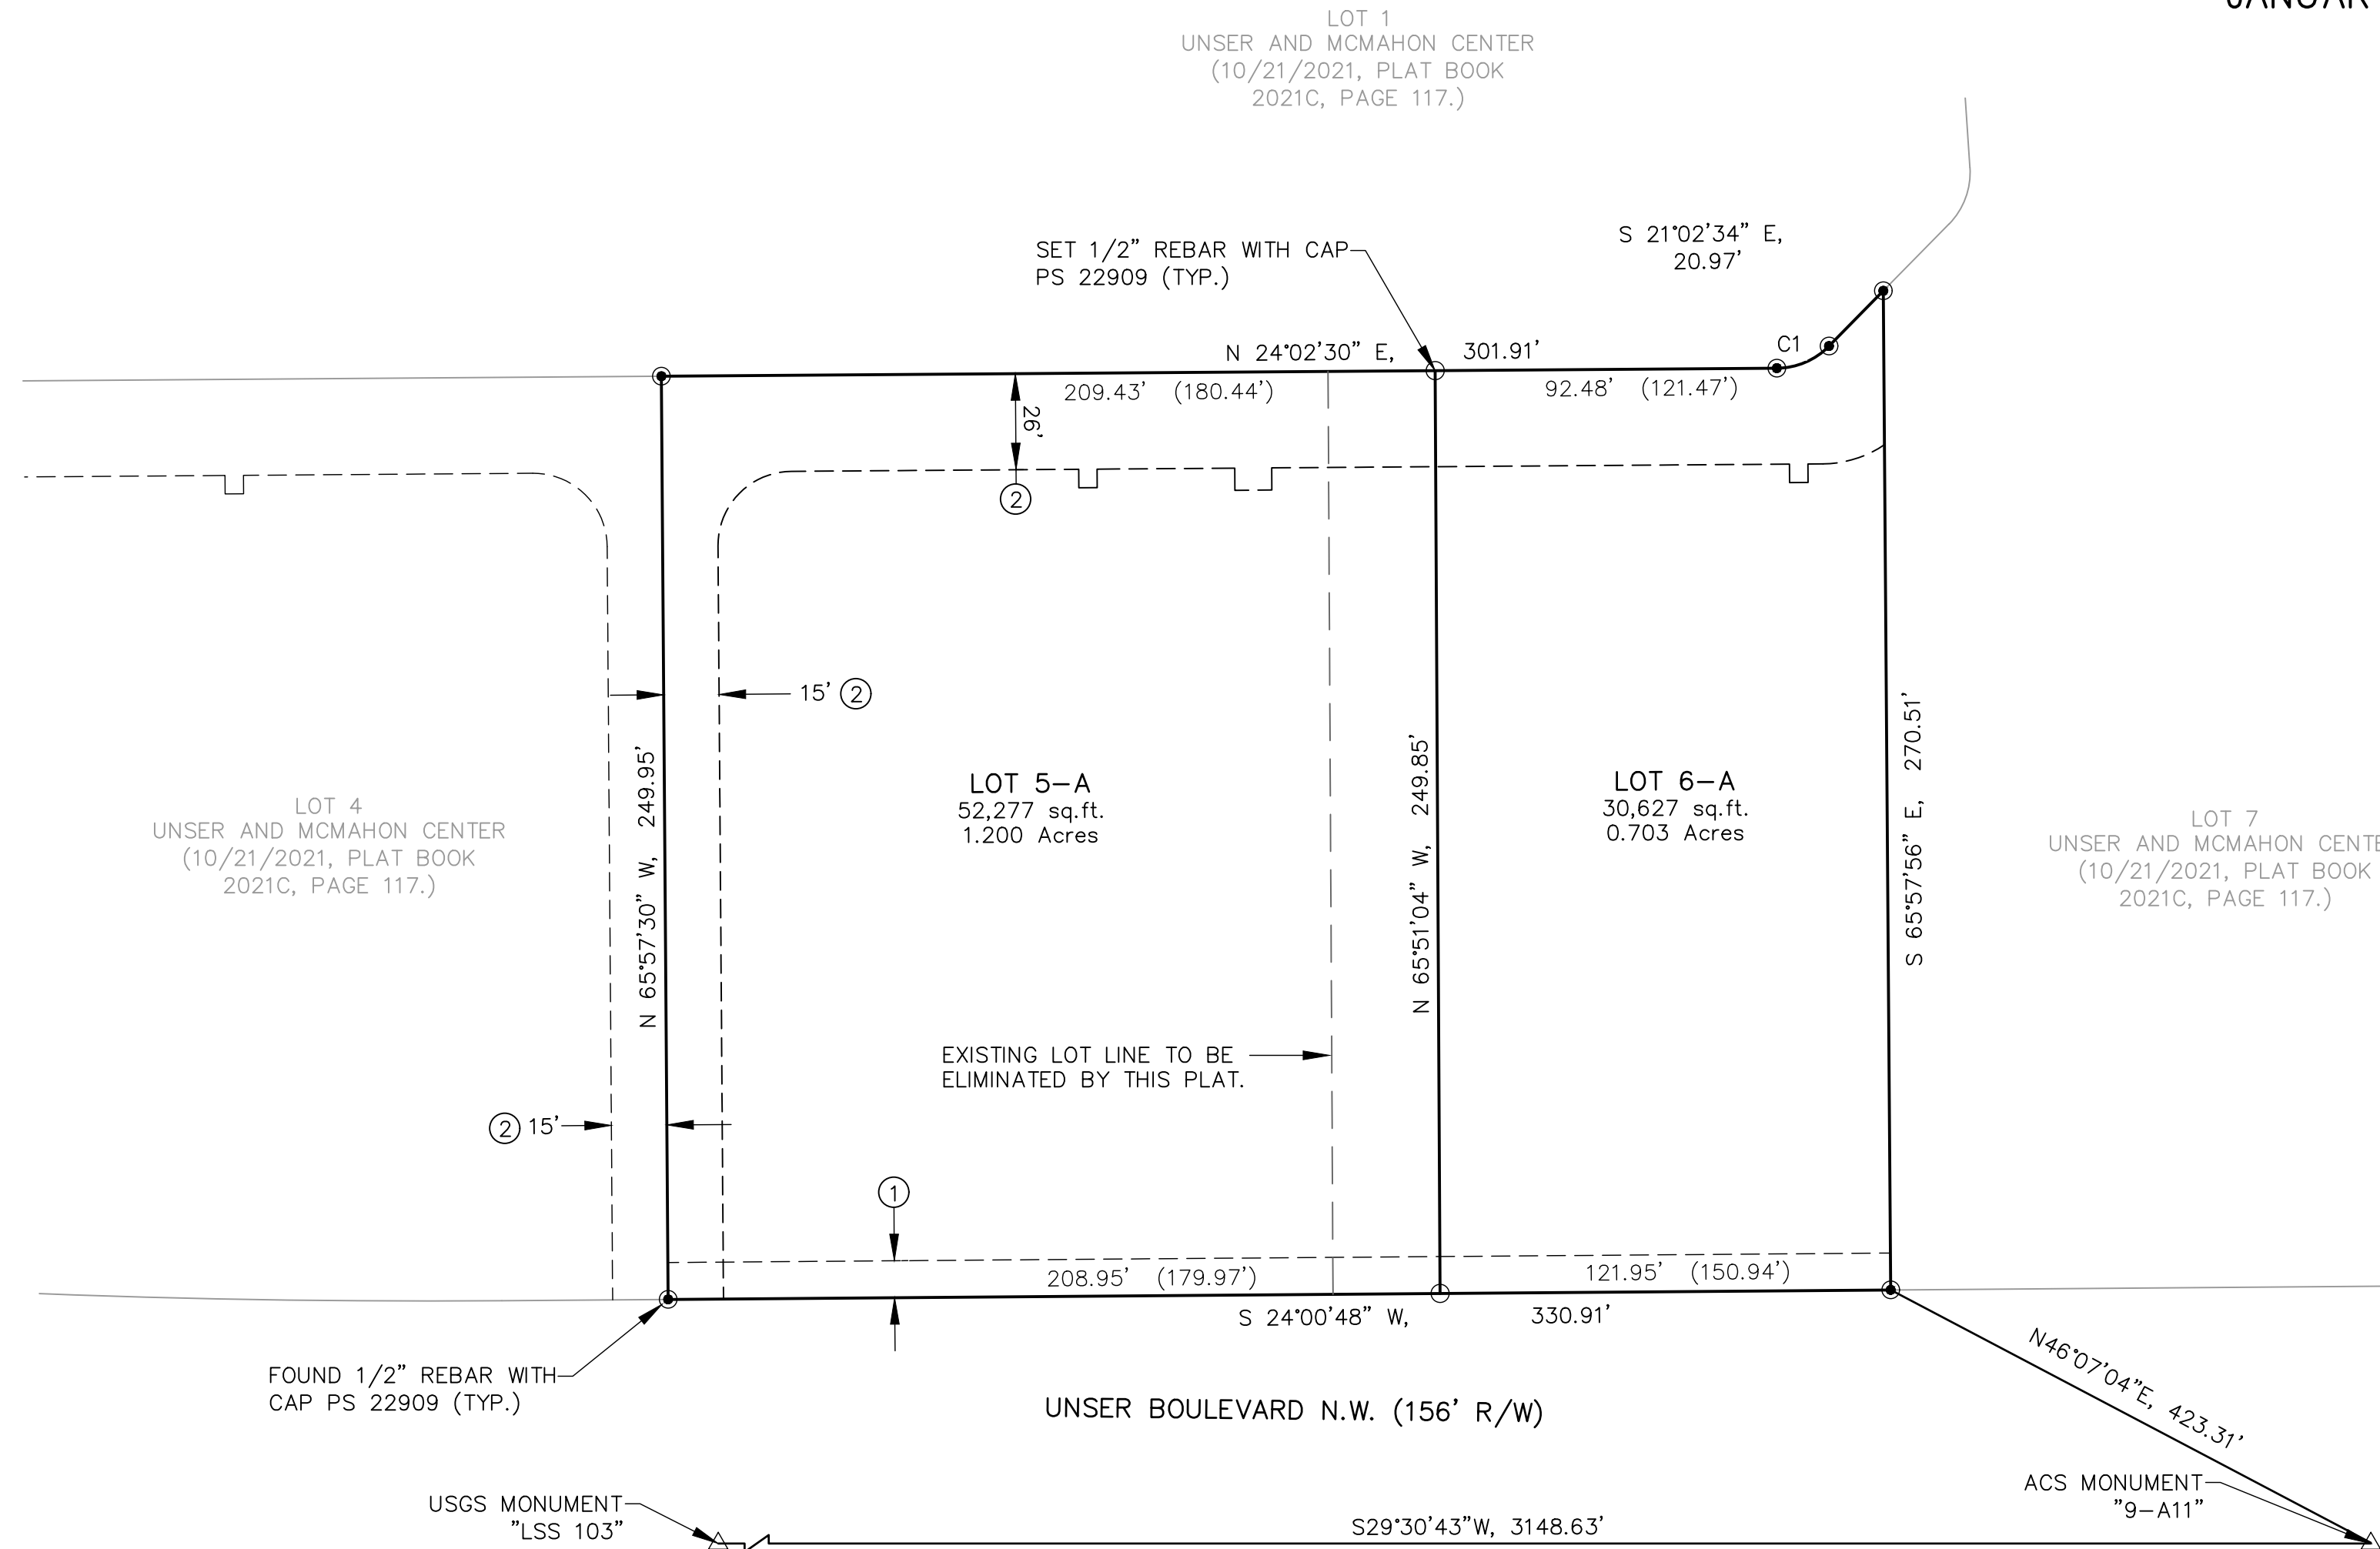 JANUAR
LOT 1
UNSER AND MCMAHON CENTER
(10/21/2021, PLAT BOOK
2021C, PAGE 117.)
S 21°02'34" E,
20.97'
SET 1/2" REBAR WITH CAP
PS 22909 (TYP.)
N 24°02'30" E, 301.91'
C1
209.43' (180.44')
92.48' (121.47')
26'
2
15' 2
N 65°57'30" W, 249.95'
LOT 5-A
52,277 sq.ft.
1.200 Acres
N 65°51'04" W, 249.85'
LOT 6-A
30,627 sq.ft.
0.703 Acres
S 65°57'56" E, 270.51'
LOT 4
UNSER AND MCMAHON CENTER
(10/21/2021, PLAT BOOK
2021C, PAGE 117.)
LOT 7
UNSER AND MCMAHON CENTE
(10/21/2021, PLAT BOOK
2021C, PAGE 117.)
EXISTING LOT LINE TO BE
ELIMINATED BY THIS PLAT.
2 15'
1
208.95' (179.97')
121.95' (150.94')
S 24°00'48" W, 330.91'
FOUND 1/2" REBAR WITH
CAP PS 22909 (TYP.)
UNSER BOULEVARD N.W. (156' R/W)
N46°07'04"E, 423.31'
USGS MONUMENT
"LSS 103"
S29°30'43"W, 3148.63'
ACS MONUMENT
"9-A11"